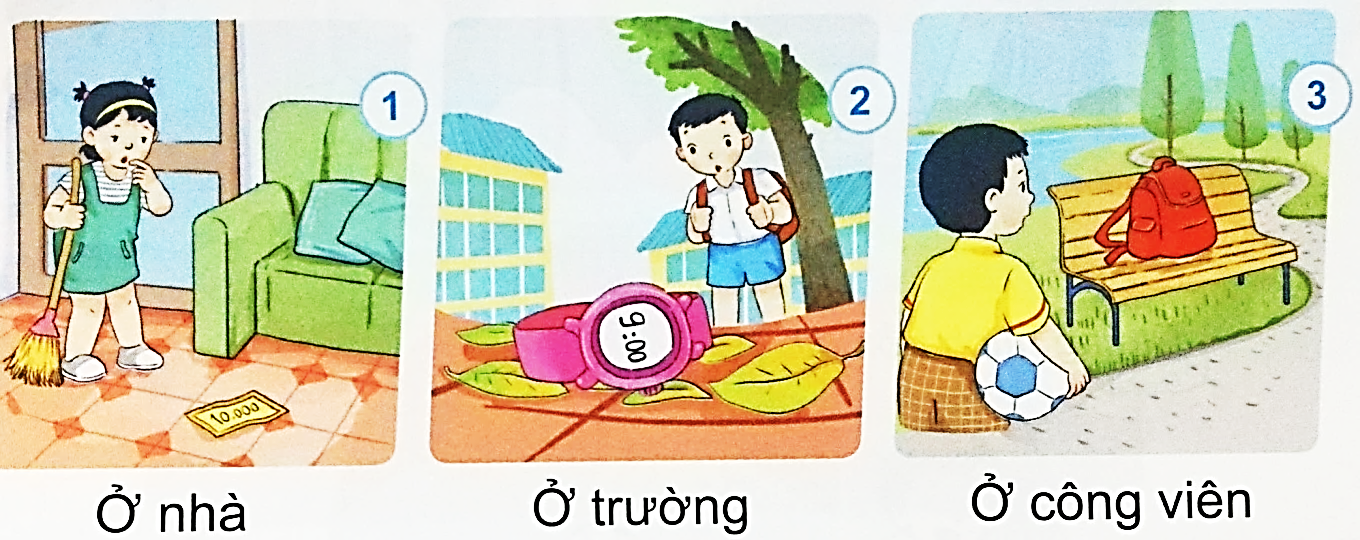 1
2
3
10.000
9:00
Ở nhà
Ở trường
Ở công viên